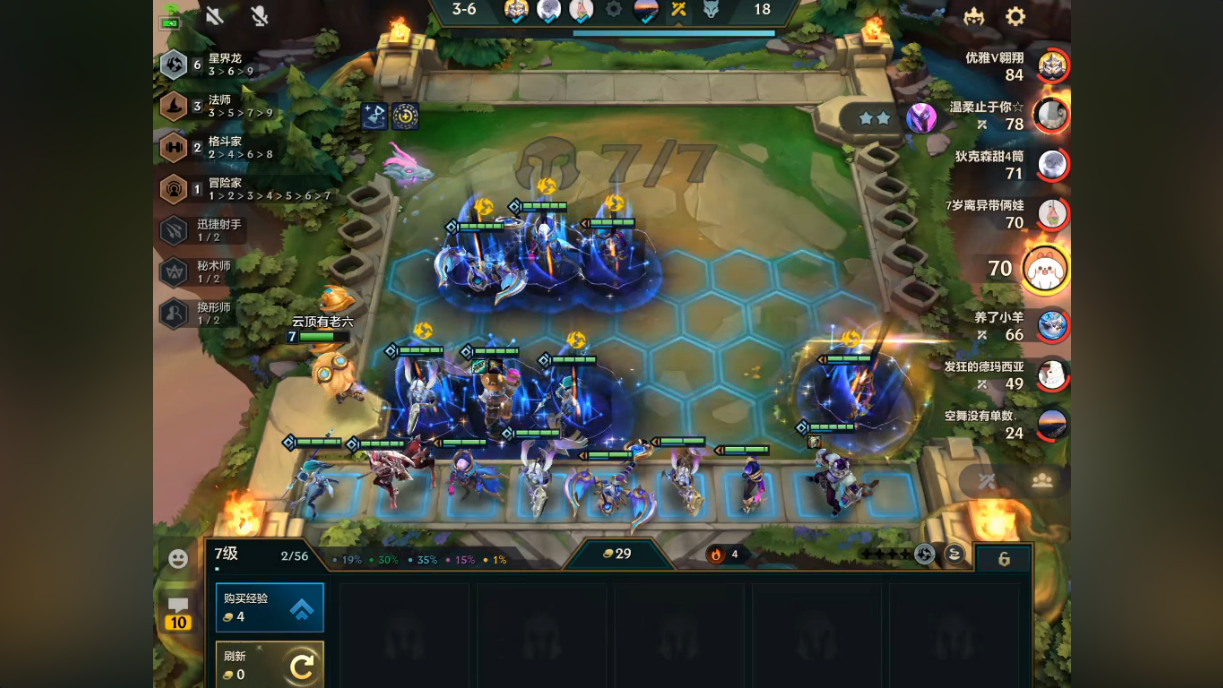 3-6
18
6 星界龙
3 > 6 > 9
3 法师
3 > 5 > 7 > 9
2 格斗家
2 > 4 > 6 > 8
1 冒险家
1 > 2 > 3 > 4 > 5 > 6 > 7
迅捷射手
1 / 2
秘术师
1 / 2
换形师
1 / 2
7/7
优雅V翱翔
84
温柔止于你☆
78
狄克森甜4筒
71
7岁离异带俩娃
70
70
养了小羊
66
发狂的德玛西亚
49
空舞没有单数.
24
云顶有老六
7
7级
2/56
19% 30% 35% 15% 1%
29
4
购买经验
4
刷新
0
10